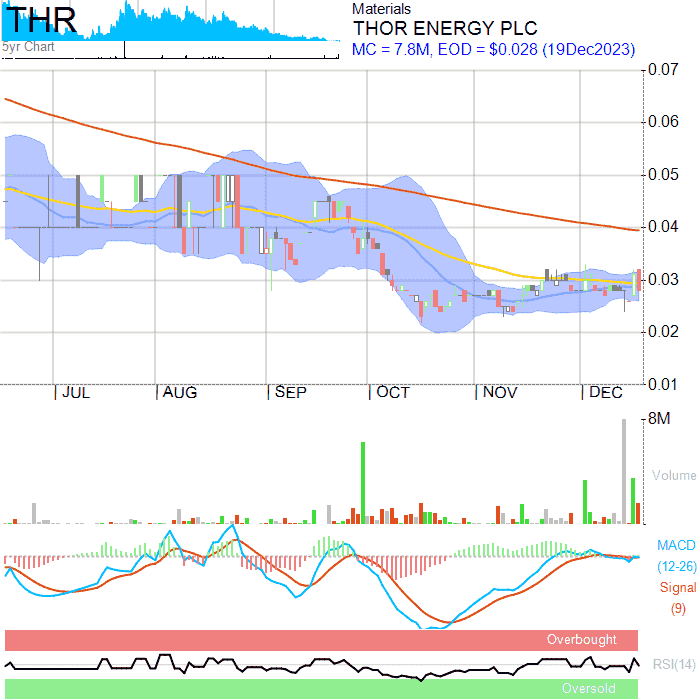 THR
5yr Chart
Materials
THOR ENERGY PLC
MC = 7.8M, EOD = $0.028 (19Dec2023)
0.07
0.06
0.05
0.04
0.03
0.02
0.01
JUL
AUG
SEP
OCT
NOV
DEC
8M
Volume
MACD
(12-26)
Signal
(9)
Overbought
RSI(14)
Oversold